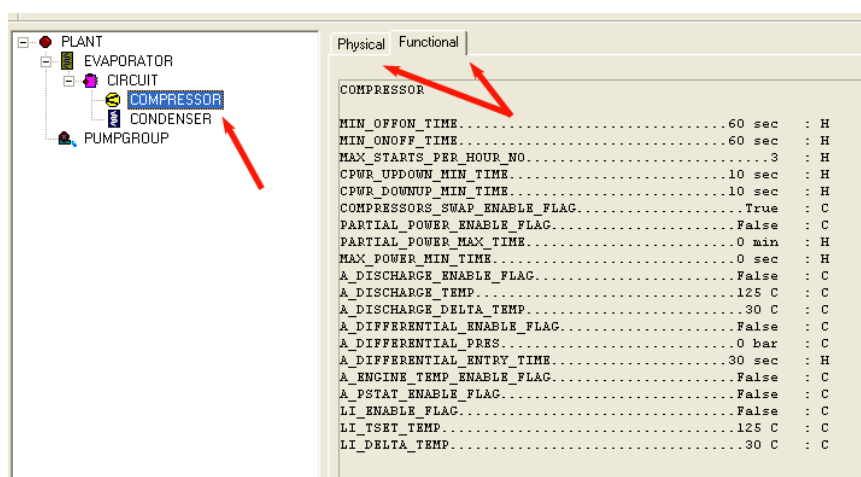 PLANT
EVAPORATOR
CIRCUIT
COMPRESSOR
CONDENSER
PUMPGROUP
Physical Functional
COMPRESSOR
MIN_OFFON_TIME..............................60 sec : H
MIN_ONOFF_TIME..............................60 sec : H
MAX_STARTS_PER_HOUR_NO...........................3 : H
CPWR_UPDOWN_MIN_TIME........................10 sec : H
CPWR_DOWNUP_MIN_TIME........................10 sec : H
COMPRESSORS_SWAP_ENABLE_FLAG..................True : C
PARTIAL_POWER_ENABLE_FLAG....................False : C
PARTIAL_POWER_MAX_TIME.......................0 min : H
MAX_POWER_MIN_TIME...........................0 sec : H
A_DISCHARGE_ENABLE_FLAG......................False : C
A_DISCHARGE_TEMP.............................125 C : C
A_DISCHARGE_DELTA_TEMP........................30 C : C
A_DIFFERENTIAL_ENABLE_FLAG...................False : C
A_DIFFERENTIAL_PRES..........................0 bar : C
A_DIFFERENTIAL_ENTRY_TIME...................30 sec : H
A_ENGINE_TEMP_ENABLE_FLAG....................False : C
A_PSTAT_ENABLE_FLAG..........................False : C
LI_ENABLE_FLAG...............................False : C
LI_TSET_TEMP.................................125 C : C
LI_DELTA_TEMP.................................30 C : C